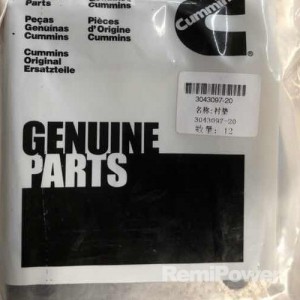 Parts
Cummins
Peças
Genuínas
Cummins
Pièces
d'Origine
Cummins
Cummins
Original
Ersatzteile
Cummins
GENUINE
PARTS
3043097-20
名称:衬垫
3043097-20
数量: 12
RemiPower